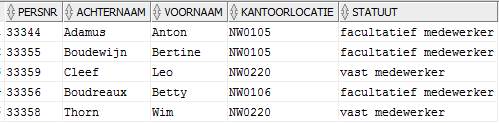 PERSNR ACHTERNAAM VOORNAAM KANTOORLOCATIE STATUUT
33344 Adamus Anton NW0105 facultatief medewerker
33355 Boudewijn Bertine NW0105 facultatief medewerker
33359 Cleef Leo NW0220 vast medewerker
33356 Boudreaux Betty NW0106 facultatief medewerker
33358 Thorn Wim NW0220 vast medewerker